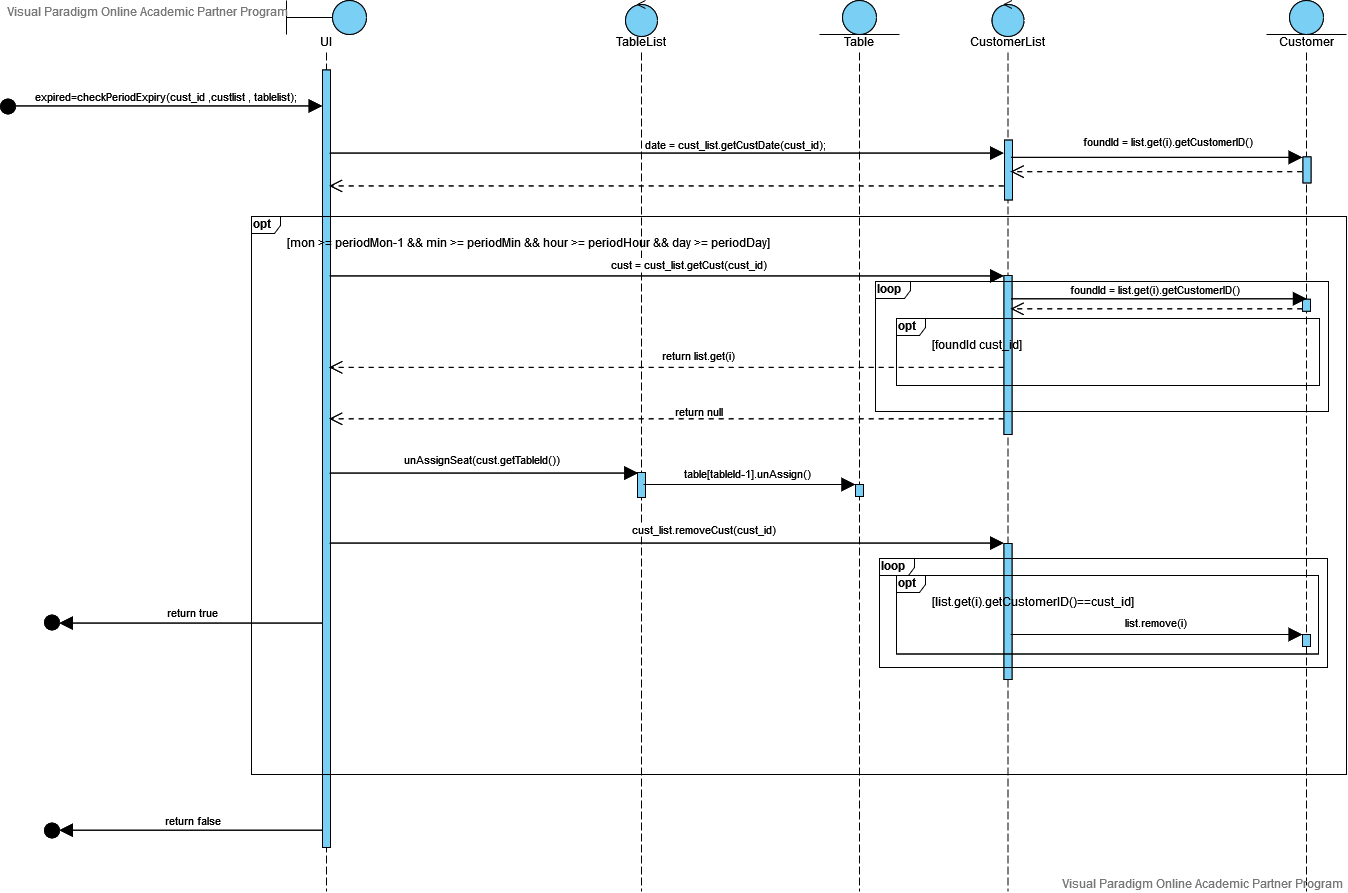 Visual Paradigm Online Academic Partner Program
UI
TableList
Table
CustomerList
Customer
expired=checkPeriodExpiry(cust_id ,custlist , tablelist);
date = cust_list.getCustDate(cust_id);
foundId = list.get(i).getCustomerID()
opt
[mon >= periodMon-1 && min >= periodMin && hour >= periodHour && day >= periodDay]
cust = cust_list.getCust(cust_id)
loop
foundId = list.get(i).getCustomerID()
opt
[foundId cust_id]
return list.get(i)
return null
unAssignSeat(cust.getTableId())
table[tableId-1].unAssign()
cust_list.removeCust(cust_id)
loop
opt
[list.get(i).getCustomerID()==cust_id]
return true
list.remove(i)
return false
Visual Paradigm Online Academic Partner Program